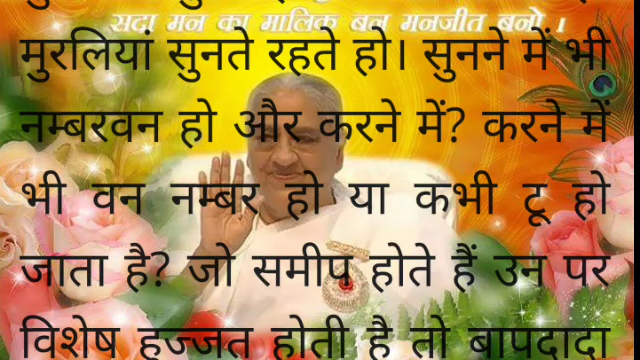 सदा मन का मालिक बन मनजीत बनो ।
मुरलियां सुनते रहते हो। सुनने में भी
नम्बरवन हो और करने में? करने में
भी वन नम्बर हो या कभी टू हो
जाता है? जो समीप होते हैं उन पर
विशेष हुज्जत होती है तो बापदादा